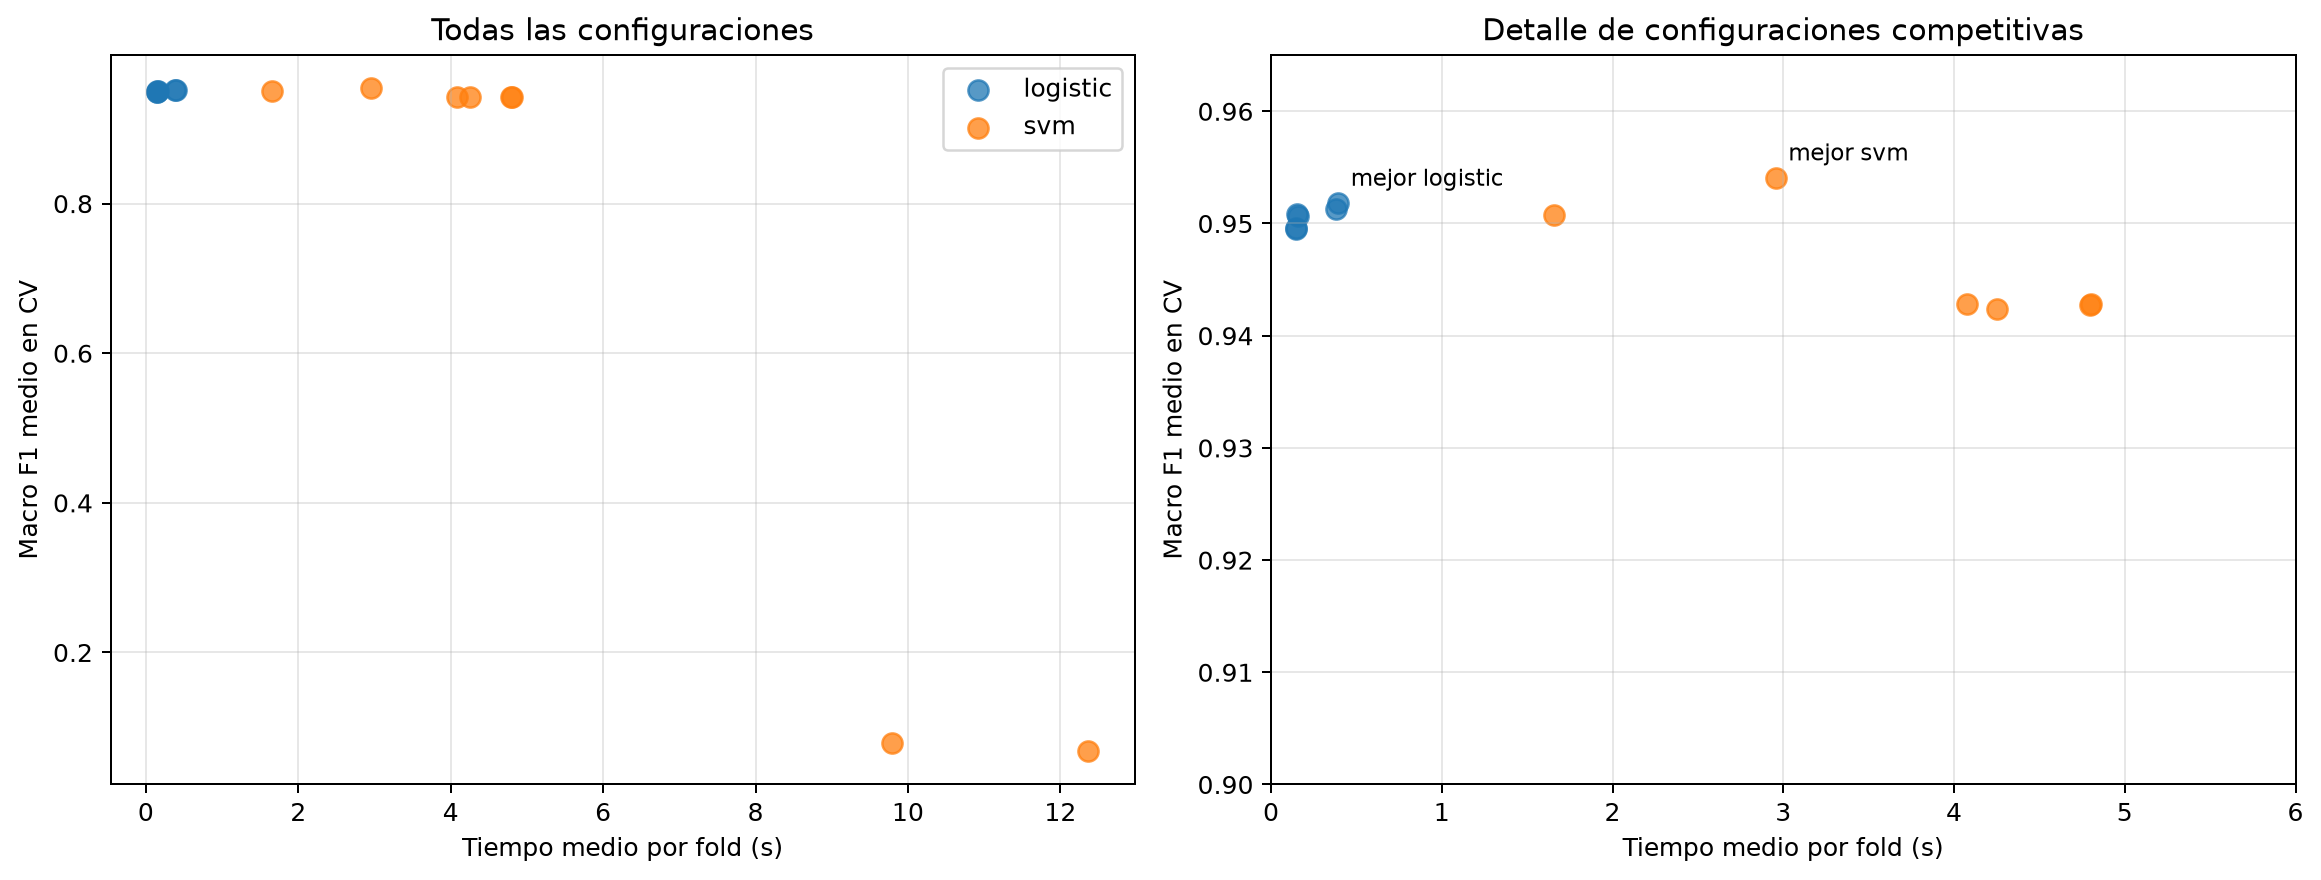 Todas las configuraciones
Macro F1 medio en CV
0.8
0.6
0.4
0.2
0
2
4
6
8
10
12
Tiempo medio por fold (s)
logistic
svm
Detalle de configuraciones competitivas
Macro F1 medio en CV
0.96
0.95
0.94
0.93
0.92
0.91
0.90
0
1
2
3
4
5
6
Tiempo medio por fold (s)
mejor logistic
mejor svm